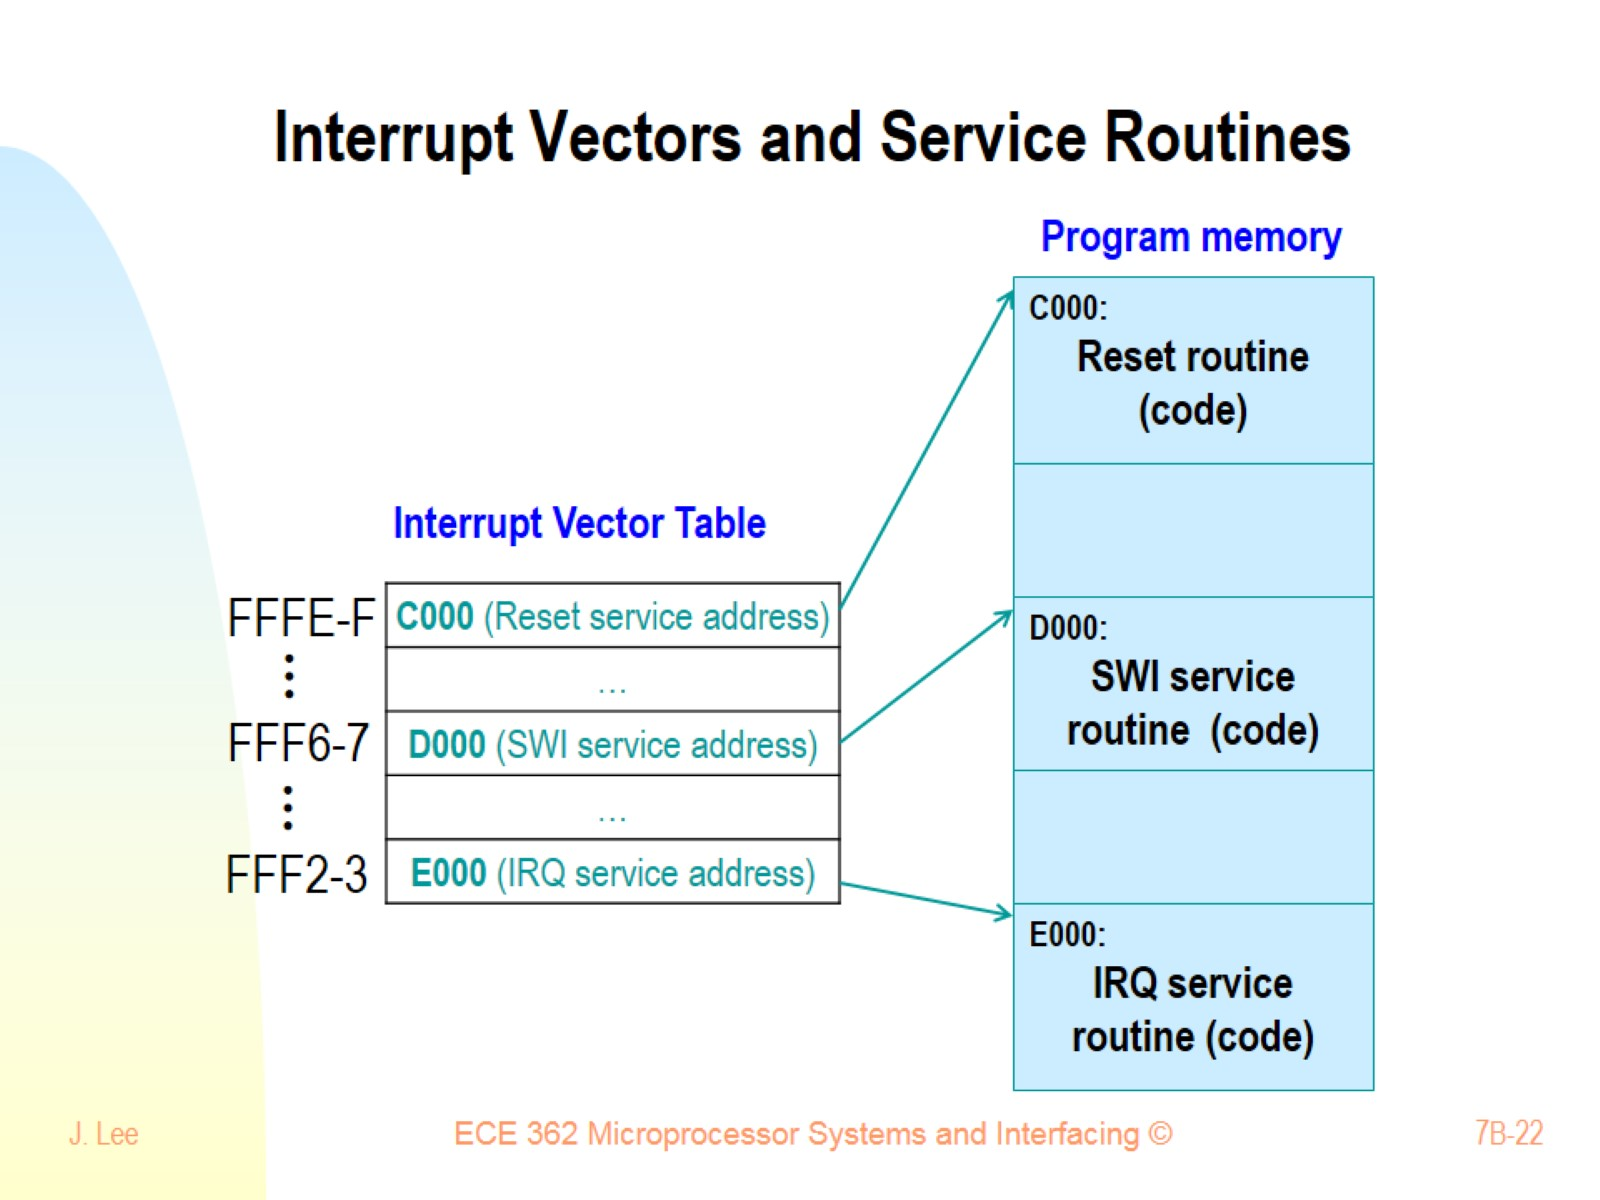 Interrupt Vectors and Service Routines
Program memory
C000:
Reset routine
(code)
Interrupt Vector Table
FFFE-F C000 (Reset service address)
⋮ ...
FFF6-7 D000 (SWI service address)
⋮ ...
FFF2-3 E000 (IRQ service address)
D000:
SWI service
routine (code)
E000:
IRQ service
routine (code)
J. Lee ECE 362 Microprocessor Systems and Interfacing © 7B-22